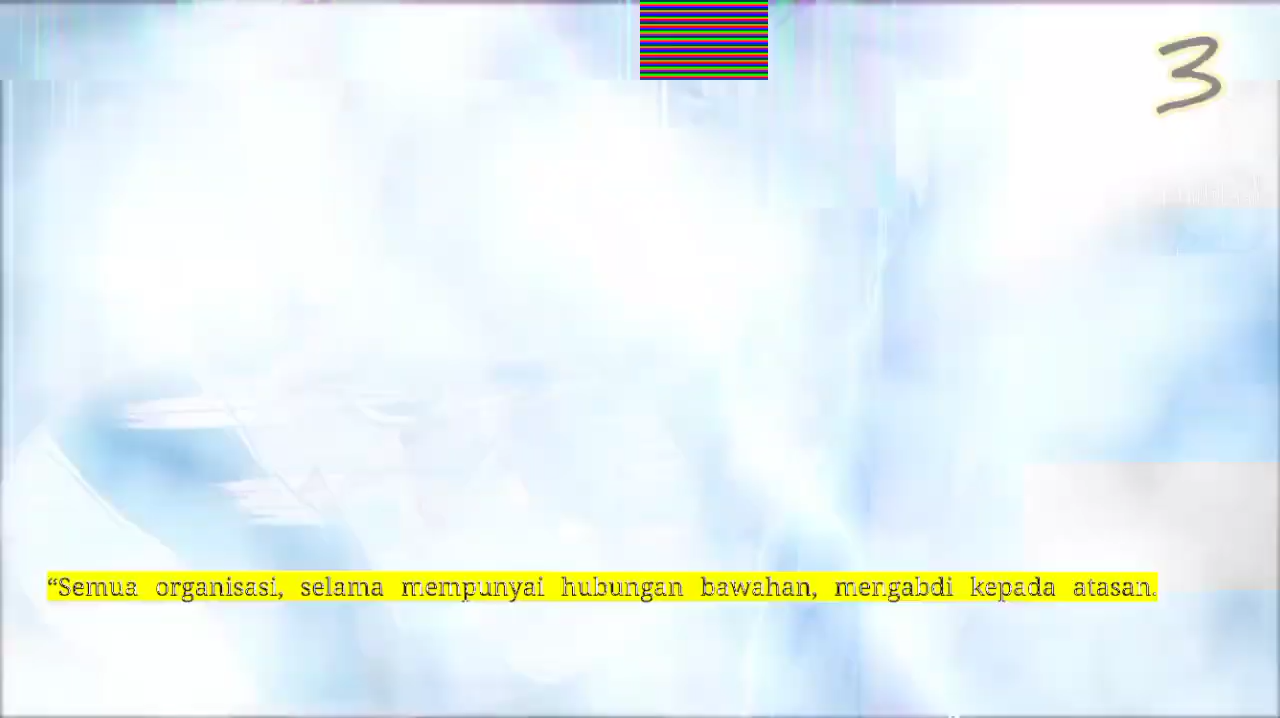 3
“Semua organisasi, selama mempunyai hubungan bawahan, mengabdi kepada atasan.